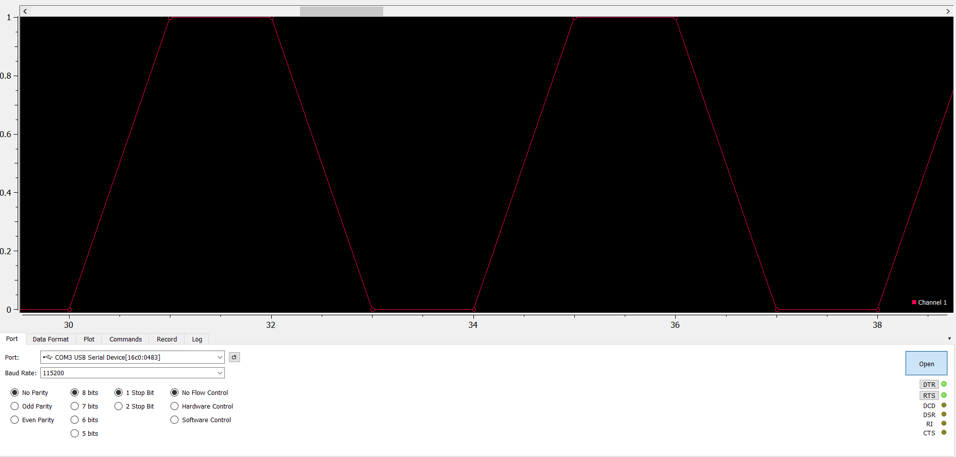 1
0.8
0.6
0.4
0.2
0
Channel 1
30 32 34 36 38
Port Data Format Plot Commands Record Log
Port: COM3 USB Serial Device[16c0:0483]
Open
Baud Rate: 115200
DTR
No Parity 8 bits 1 Stop Bit No Flow Control
RTS
Odd Parity 7 bits 2 Stop Bit Hardware Control
DCD
DSR
Even Parity 6 bits Software Control
RI
5 bits
CTS